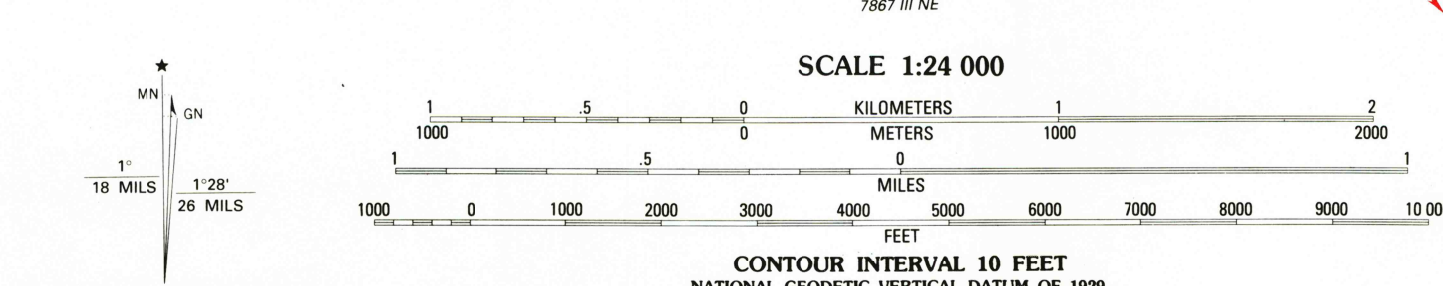 7867 III NE
SCALE 1:24 000
1 .5 0 KILOMETERS 1 2
1000 0 METERS 1000 2000
1 .5 0 1
MILES
1000 0 1000 2000 3000 4000 5000 6000 7000 8000 9000 10 00
FEET
CONTOUR INTERVAL 10 FEET
NATIONAL GEODETIC VERTICAL DATUM OF 1929
MN
GN
1°
18 MILS
1°28'
26 MILS